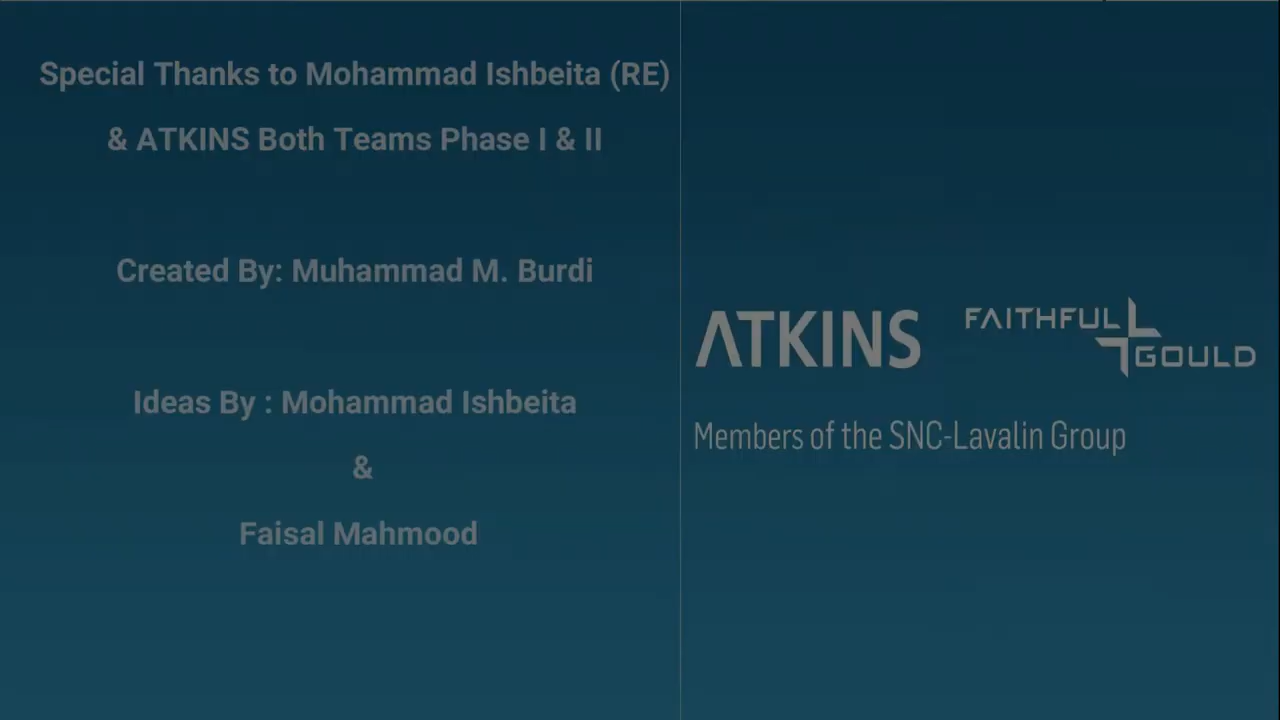 Special Thanks to Mohammad Ishbeita (RE)
& ATKINS Both Teams Phase I & II
Created By: Muhammad M. Burdi
Ideas By : Mohammad Ishbeita
&
Faisal Mahmood
ATKINS
FAITHFUL
GOULD
Members of the SNC-Lavalin Group